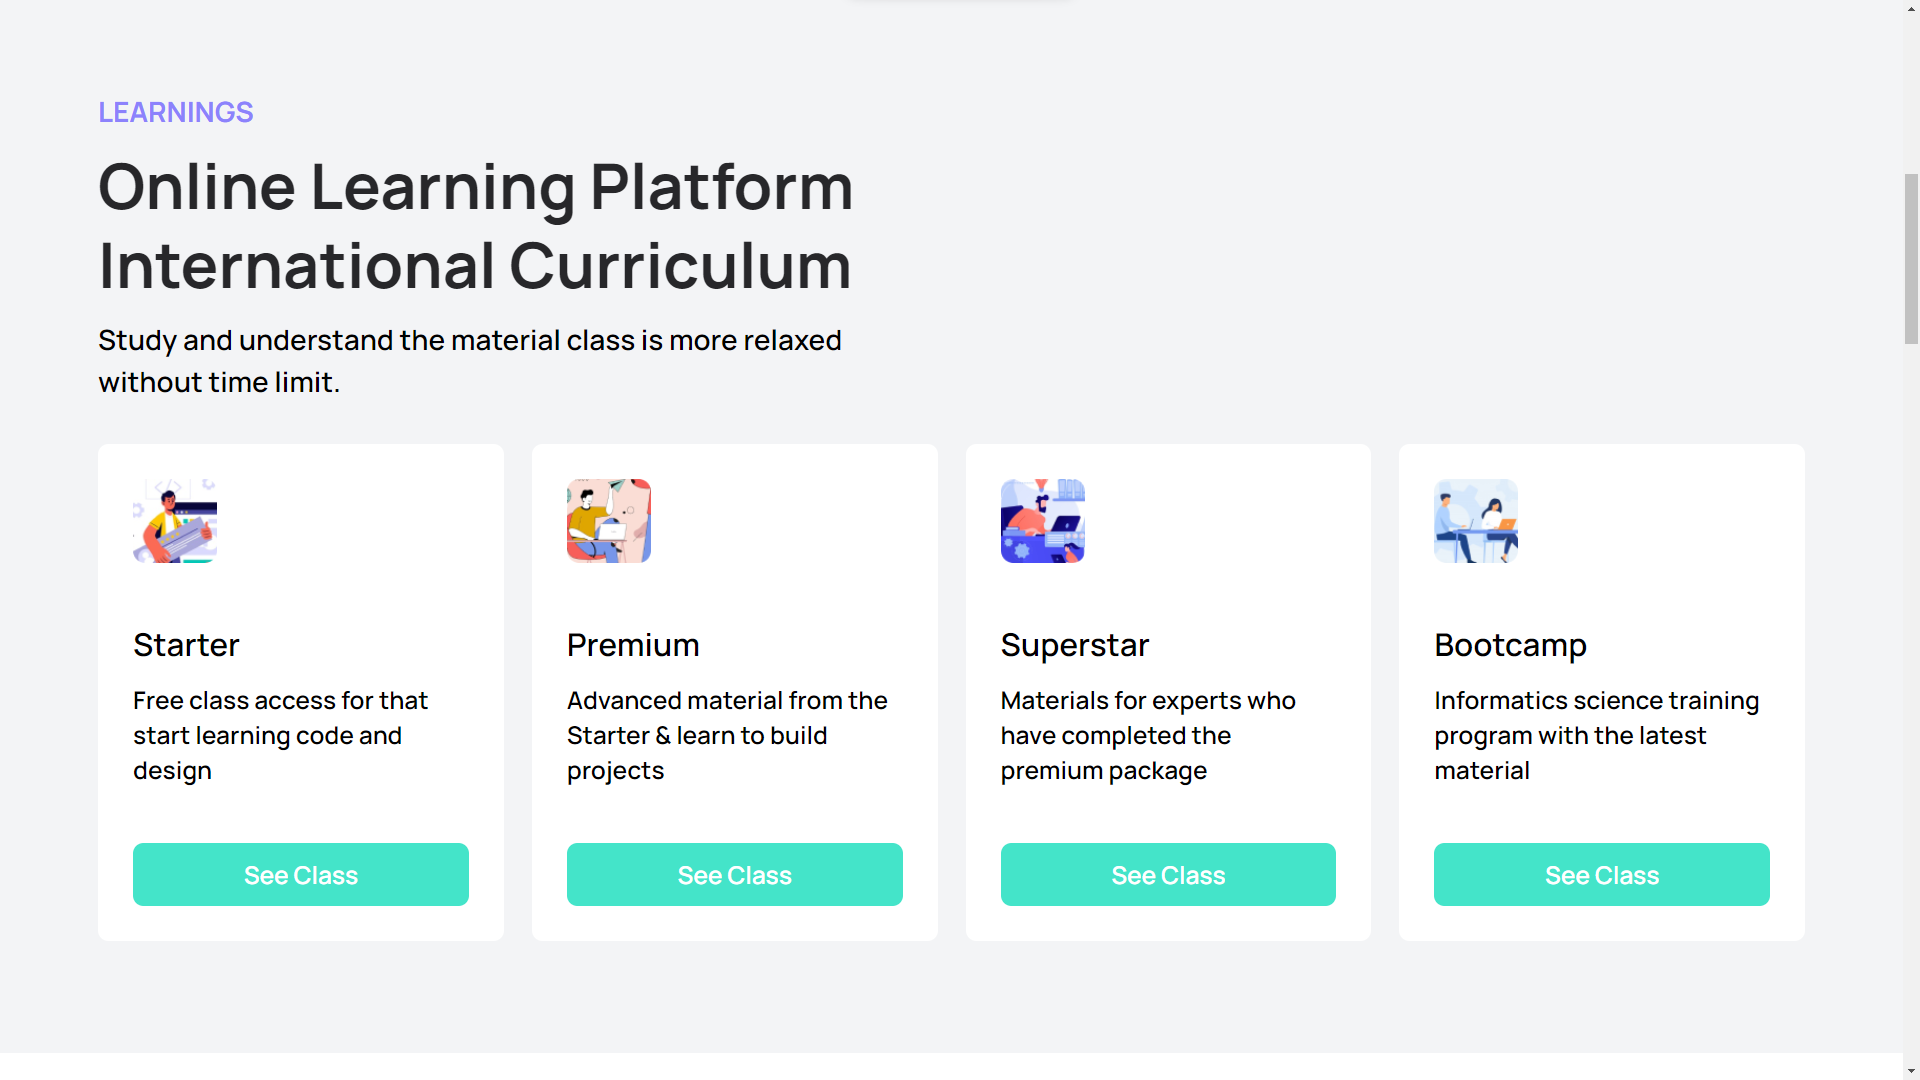 LEARNINGS
Online Learning Platform
International Curriculum
Study and understand the material class is more relaxed
without time limit.
Starter
Free class access for that
start learning code and
design
See Class
Premium
Advanced material from the
Starter & learn to build
projects
See Class
Superstar
Materials for experts who
have completed the
premium package
See Class
Bootcamp
Informatics science training
program with the latest
material
See Class